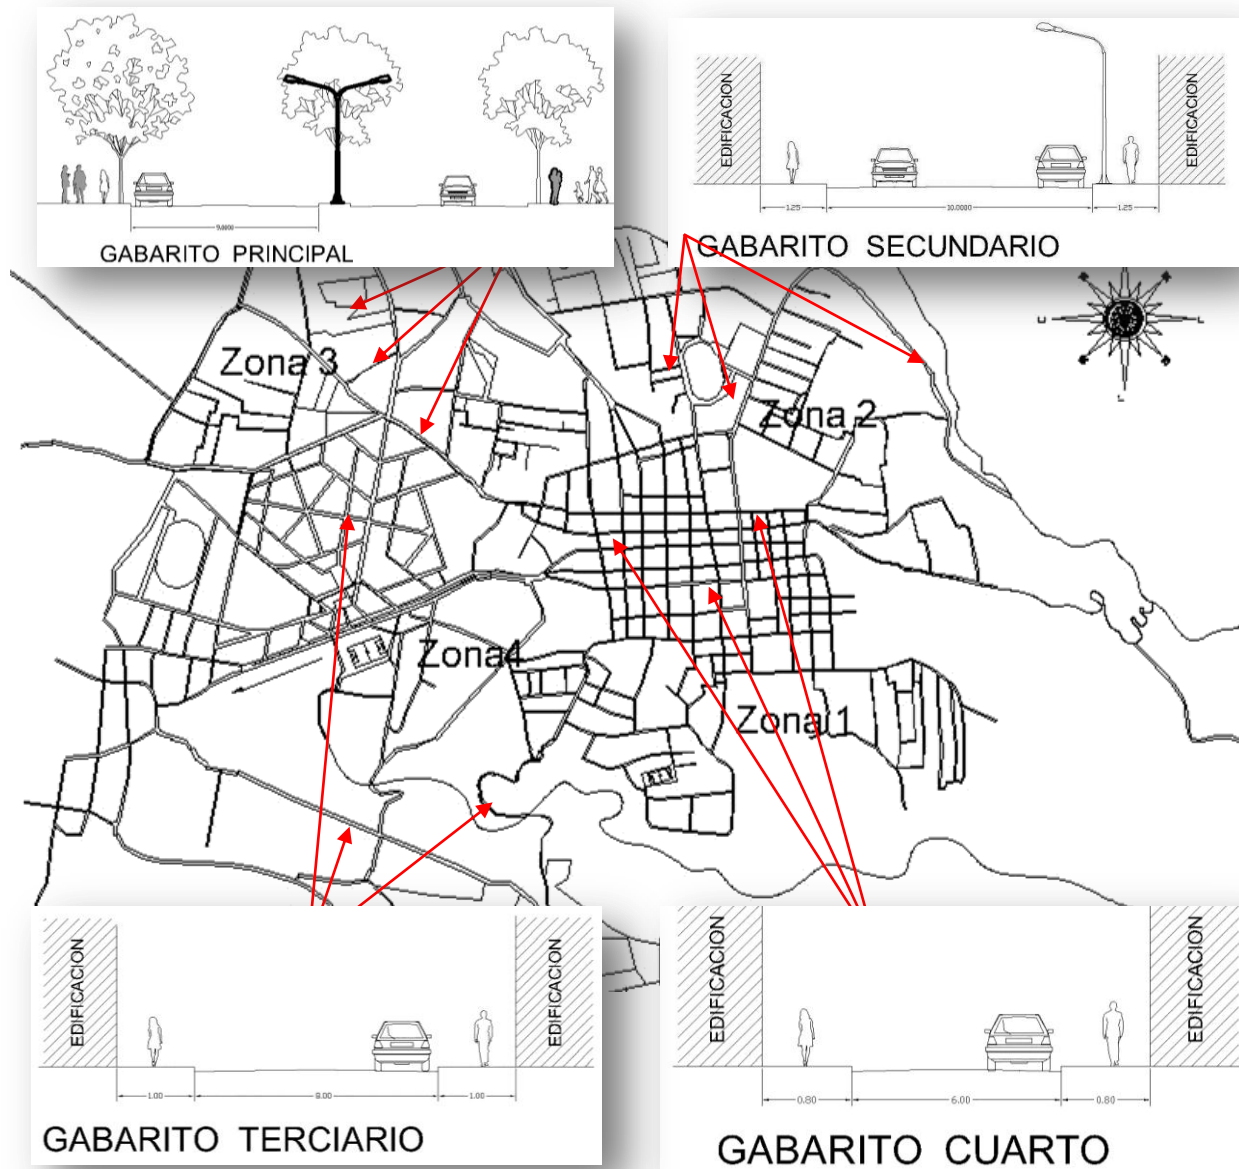 9.0000
GABARITO PRINCIPAL
EDIFICACION
EDIFICACION
1.25
10.0000
1.25
GABARITO SECUNDARIO
Zona 3
Zona 2
Zona4
Zona 1
EDIFICACION
EDIFICACION
1.00
1.00
GABARITO TERCIARIO
EDIFICACION
EDIFICACION
0.80
6.00
0.80
GABARITO CUARTO